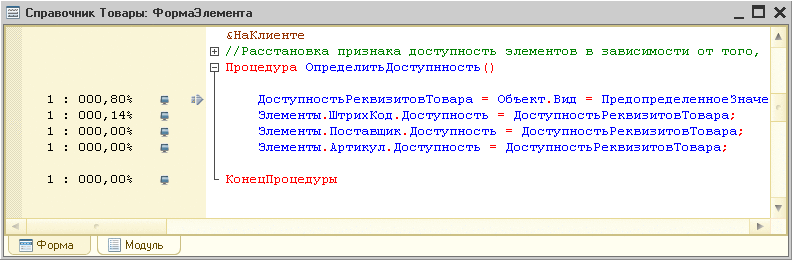 Справочник Товары: ФормаЭлемента
&НаКлиенте
//Расстановка признака доступность элементов в зависимости от того,
Процедура ОпределитьДоступнность()
1 : 000,80% ДоступностьРеквизитовТовара = Объект.Вид = ПредопределенноеЗначе
1 : 000,14% Элементы.ШтрихКод.Доступность = ДоступностьРеквизитовТовара;
1 : 000,00% Элементы.Поставщик.Доступность = ДоступностьРеквизитовТовара;
1 : 000,00% Элементы.Артикул.Доступность = ДоступностьРеквизитовТовара;
1 : 000,00% КонецПроцедуры
Форма Модуль